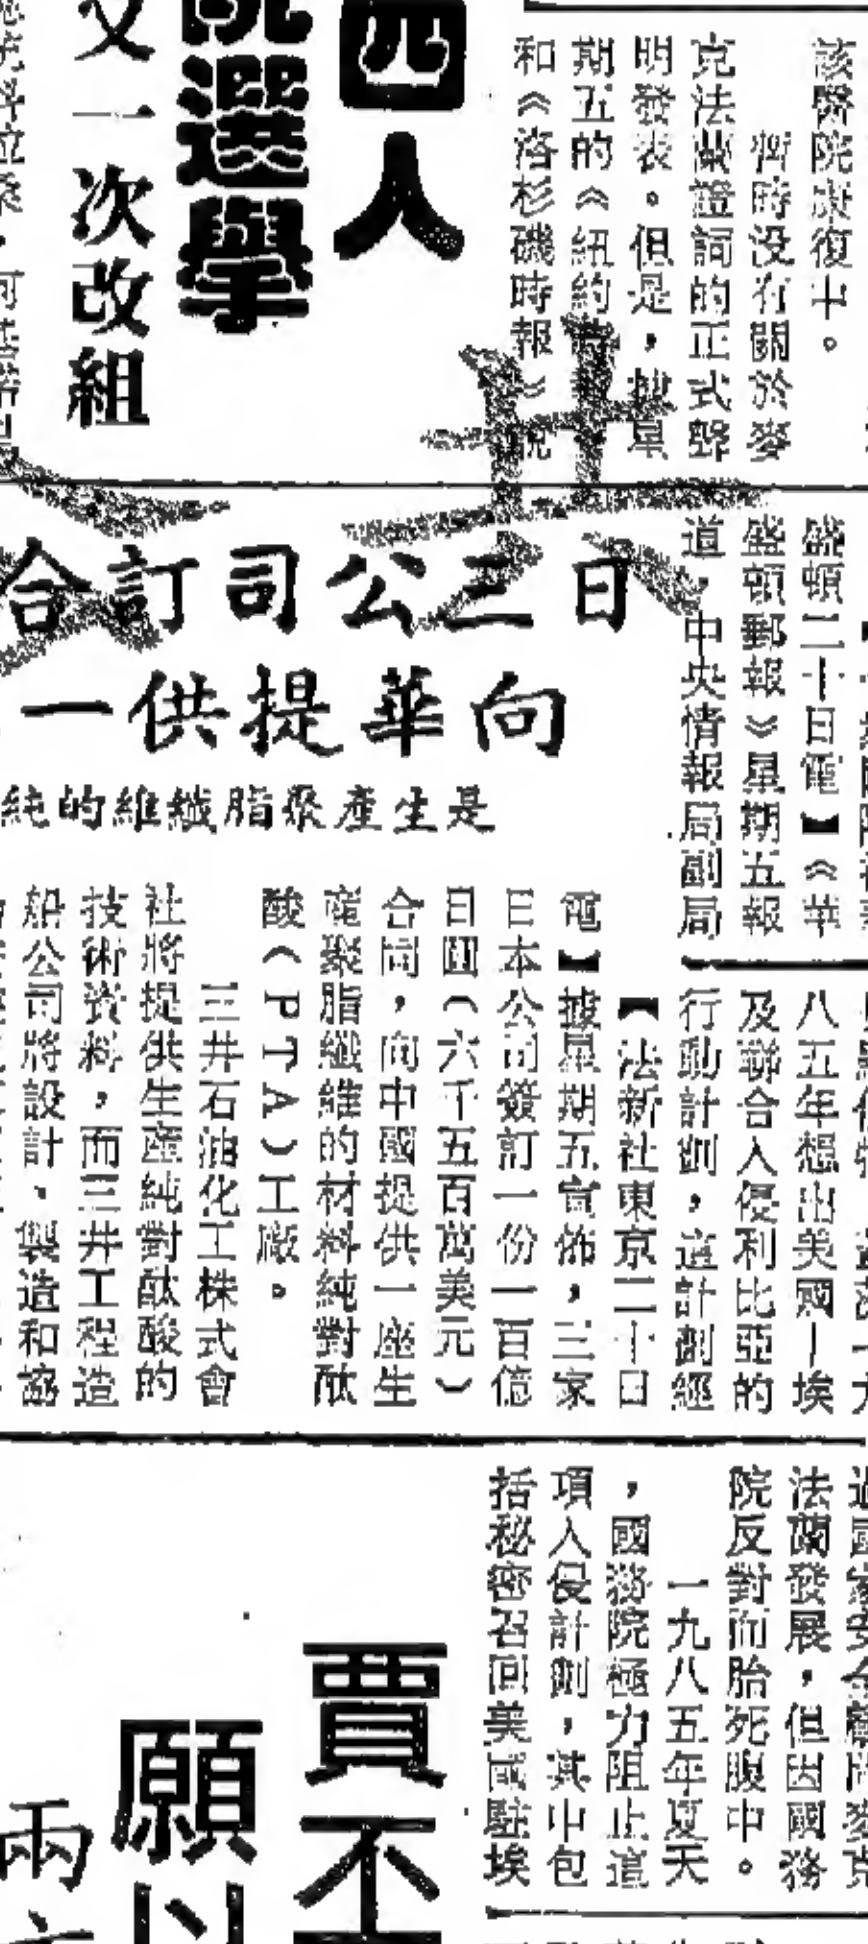 該醫院康復中。
暫時没有關於麥
克法蘭證詞的正式聲
明發表。但是，據星
期五的《紐約時報》
和《洛杉磯時報》說
四人
選舉
又一次改組
盛頓二十日電】《華
盛頓郵報》星期五報
道，中央情報局副局
日三公司訂合
向華提供一
是生產聚脂纖維的純
八五年想出美國—埃
及聯合入侵利比亞的
行動計劃，這計劃經
【法新社東京二十日
電】據星期五宣佈，三家
日本公司簽訂一份一百億
日圓（六千五百萬美元）
合同，向中國提供一座生
産聚脂纖維的材料純對酞
酸（PTA）工廠。
三井石油化工株式會
社將提供生産純對酞酸的
技術資料，而三井工程造
船公司將設計、製造和協
法蘭發展，但因國務
院反對而胎死腹中。
一九八五年夏天
，國務院極力阻止這
項入侵計劃，其中包
括秘密召回美國駐埃
賈丕
願以
兩